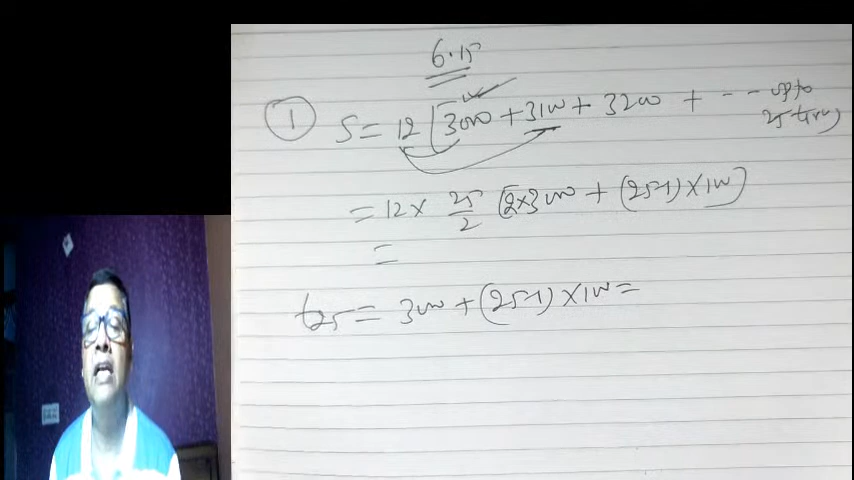 6.15
1 S = 12 [3000 + 3100 + 3200 + - - - upto
25 terms)
= 12 × 25/2 [2×3000 + (25-1) × 100]
=
t25 = 3000 + (25-1) × 100 =